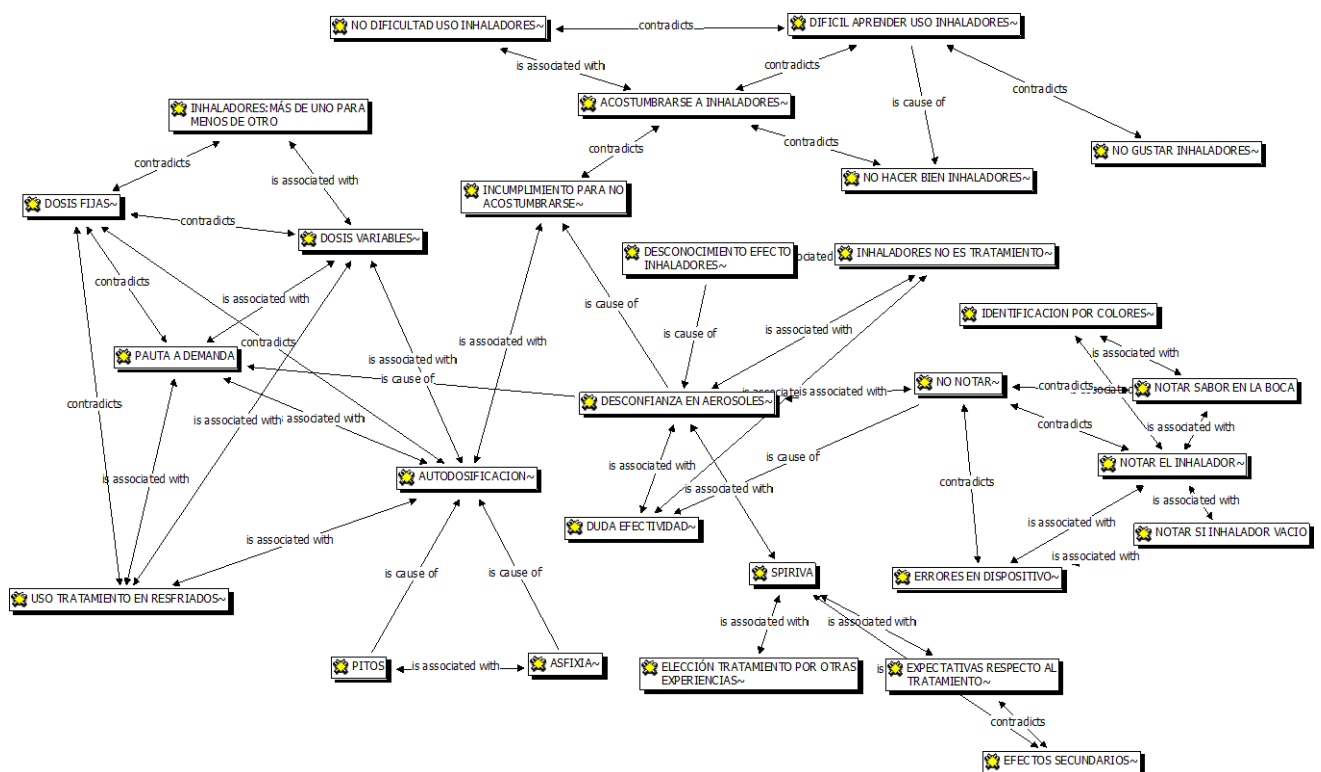 NO DIFICULTAD USO INHALADORES~
contradicts
DIFICIL APRENDER USO INHALADORES~
is associated with
contradicts
is cause of
contradicts
ACOSTUMBRARSE A INHALADORES~
INHALADORES:MÁS DE UNO PARA
MENOS DE OTRO
contradicts
contradicts
NO GUSTAR INHALADORES~
contradicts
is associated with
INCUMPLIMIENTO PARA NO
ACOSTUMBRARSE~
NO HACER BIEN INHALADORES~
DOSIS FIJAS~
contradicts
DOSIS VARIABLES~
DESCONOCIMIENTO EFECTO
INHALADORES~
INHALADORES NO ES TRATAMIENTO~
contradicts
is associated with
is cause of
is cause of
is associated with
IDENTIFICACION POR COLORES~
contradicts
is associated with
PAUTA A DEMANDA
is associated with
is cause of
is associated with
NO NOTAR~
contradicts
NOTAR SABOR EN LA BOCA
DESCONFIANZA EN AEROSOLES~
is associated with
contradicts
is associated with
is associated with
contradicts
is associated with
is cause of
is associated with
NOTAR EL INHALADOR~
is associated with
AUTODOSIFICACION~
is associated with
contradicts
is associated with
DUDA EFECTIVIDAD~
is associated with
NOTAR SI INHALADOR VACIO
is associated with
is associated with
SPIRIVA
ERRORES EN DISPOSITIVO~
is cause of
is cause of
USO TRATAMIENTO EN RESFRIADOS~
is associated with
is associated with
PITOS
is associated with
ASFIXIA~
ELECCIÓN TRATAMIENTO POR OTRAS
EXPERIENCIAS~
EXPECTATIVAS RESPECTO AL
TRATAMIENTO~
contradicts
EFECTOS SECUNDARIOS~